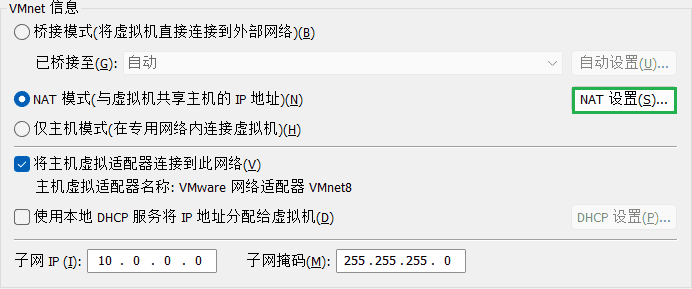 VMnet 信息
桥接模式(将虚拟机直接连接到外部网络)(B)
已桥接至(G): 自动 自动设置(U)...
NAT 模式(与虚拟机共享主机的 IP 地址)(N) NAT 设置(S)...
仅主机模式(在专用网络内连接虚拟机)(H)
将主机虚拟适配器连接到此网络(V)
主机虚拟适配器名称: VMware 网络适配器 VMnet8
使用本地 DHCP 服务将 IP 地址分配给虚拟机(D) DHCP 设置(P)...
子网 IP (I): 10 . 0 . 0 . 0 子网掩码(M): 255 .255 .255 . 0